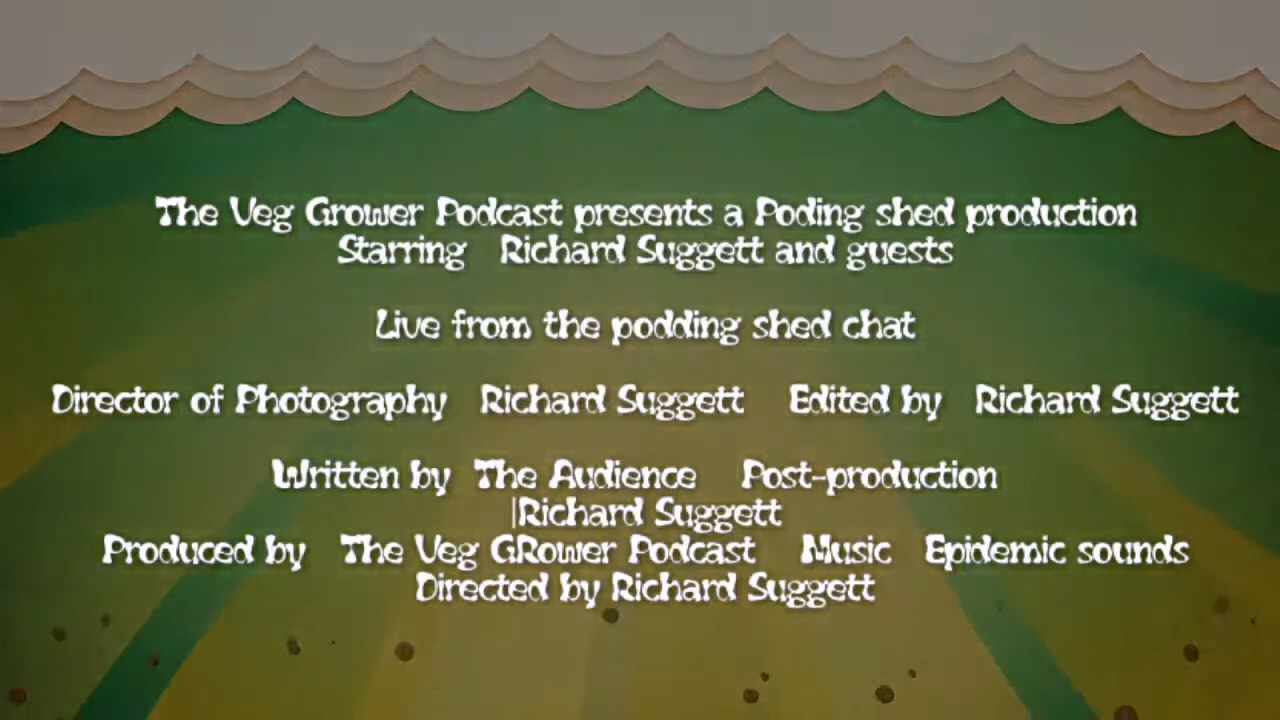 The Veg Grower Podcast presents a Poding shed production
Starring Richard Suggett and guests
Live from the podding shed chat
Director of Photography Richard Suggett Edited by Richard Suggett
Written by The Audience Post-production
|Richard Suggett
Produced by The Veg GRower Podcast Music Epidemic sounds
Directed by Richard Suggett